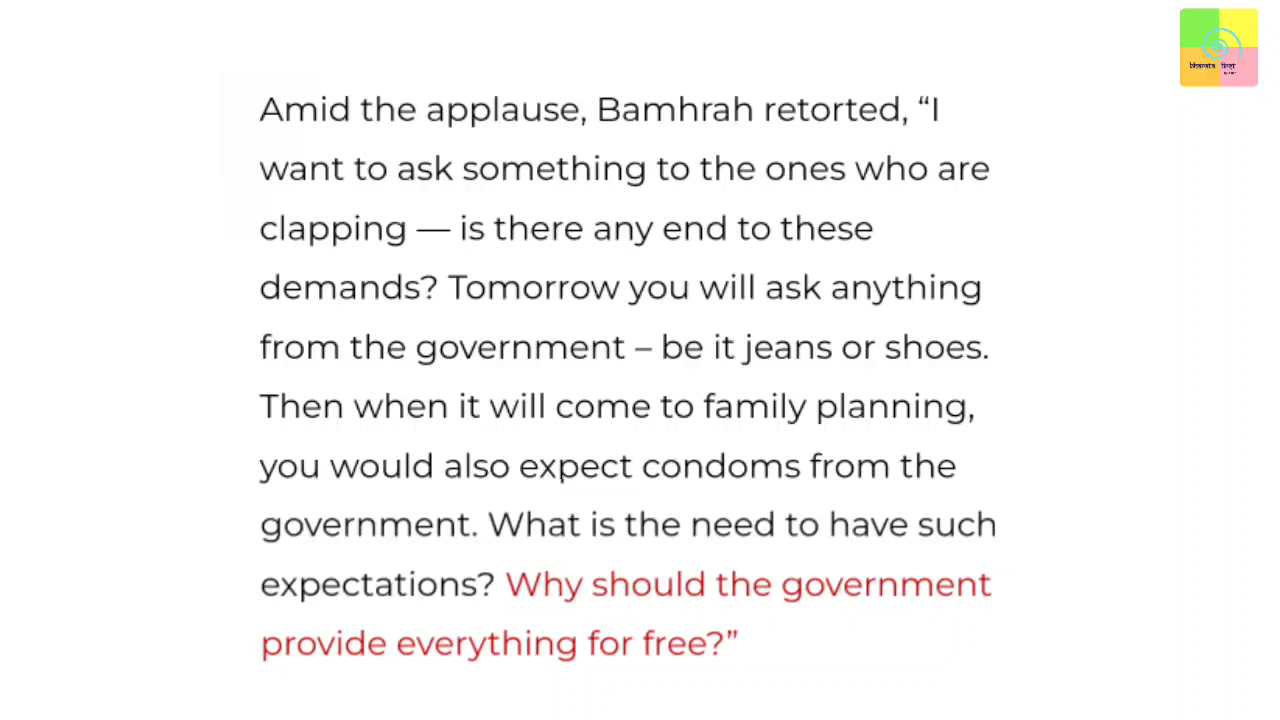 bharata first
Amid the applause, Bamhrah retorted, “I
want to ask something to the ones who are
clapping — is there any end to these
demands? Tomorrow you will ask anything
from the government – be it jeans or shoes.
Then when it will come to family planning,
you would also expect condoms from the
government. What is the need to have such
expectations? Why should the government
provide everything for free?”